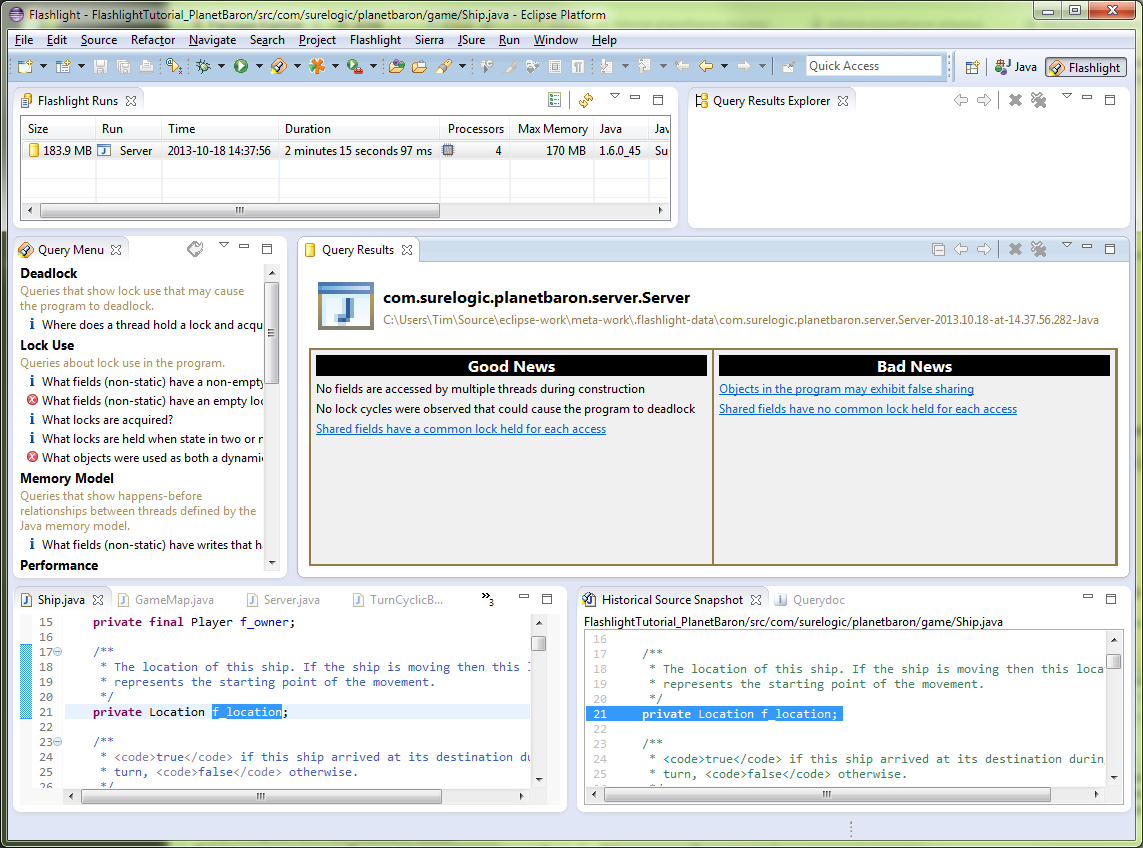 Flashlight - FlashlightTutorial_PlanetBaron/src/com/surelogic/planetbaron/game/Ship.java - Eclipse Platform
File Edit Source Refactor Navigate Search Project Flashlight Sierra JSure Run Window Help
Quick Access Java Flashlight
Flashlight Runs
Size Run Time Duration Processors Max Memory Java Jav
183.9 MB Server 2013-10-18 14:37:56 2 minutes 15 seconds 97 ms 4 170 MB 1.6.0_45 Su
Query Results Explorer
Query Menu
Deadlock
Queries that show lock use that may cause
the program to deadlock.
Where does a thread hold a lock and acqu
Lock Use
Queries about lock use in the program.
What fields (non-static) have a non-empty
What fields (non-static) have an empty loc
What locks are acquired?
What locks are held when state in two or n
What objects were used as both a dynamic
Memory Model
Queries that show happens-before
relationships between threads defined by the
Java memory model.
What fields (non-static) have writes that h
Performance
Query Results
com.surelogic.planetbaron.server.Server
C:\Users\Tim\Source\eclipse-work\meta-work\.flashlight-data\com.surelogic.planetbaron.server.Server-2013.10.18-at-14.37.56.282-Java
Good News
No fields are accessed by multiple threads during construction
No lock cycles were observed that could cause the program to deadlock
Shared fields have a common lock held for each access
Bad News
Objects in the program may exhibit false sharing
Shared fields have no common lock held for each access
Ship.java GameMap.java Server.java TurnCyclicB... »3
15 private final Player f_owner;
16
17 /**
18 * The location of this ship. If the ship is moving then this l
19 * represents the starting point of the movement.
20 */
21 private Location f_location;
22
23 /**
24 * <code>true</code> if this ship arrived at its destination du
25 * turn, <code>false</code> otherwise.
26 */
Historical Source Snapshot Querydoc
FlashlightTutorial_PlanetBaron/src/com/surelogic/planetbaron/game/Ship.java
16
17 /**
18 * The location of this ship. If the ship is moving then this loca
19 * represents the starting point of the movement.
20 */
21 private Location f_location;
22
23 /**
24 * <code>true</code> if this ship arrived at its destination durin
25 * turn, <code>false</code> otherwise.